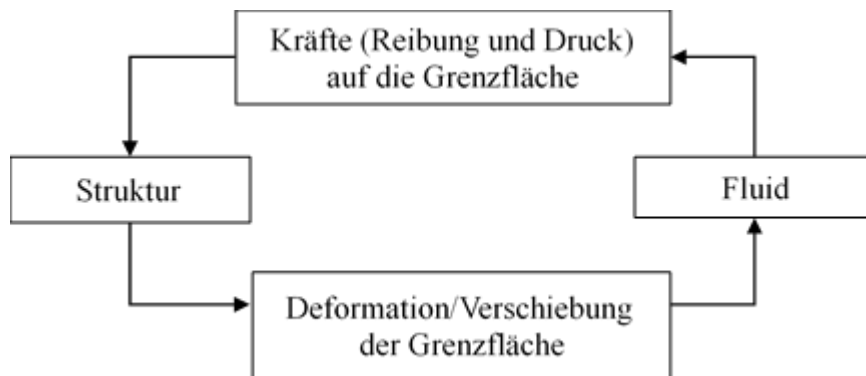 Kräfte (Reibung und Druck)
auf die Grenzfläche
Struktur
Fluid
Deformation/Verschiebung
der Grenzfläche